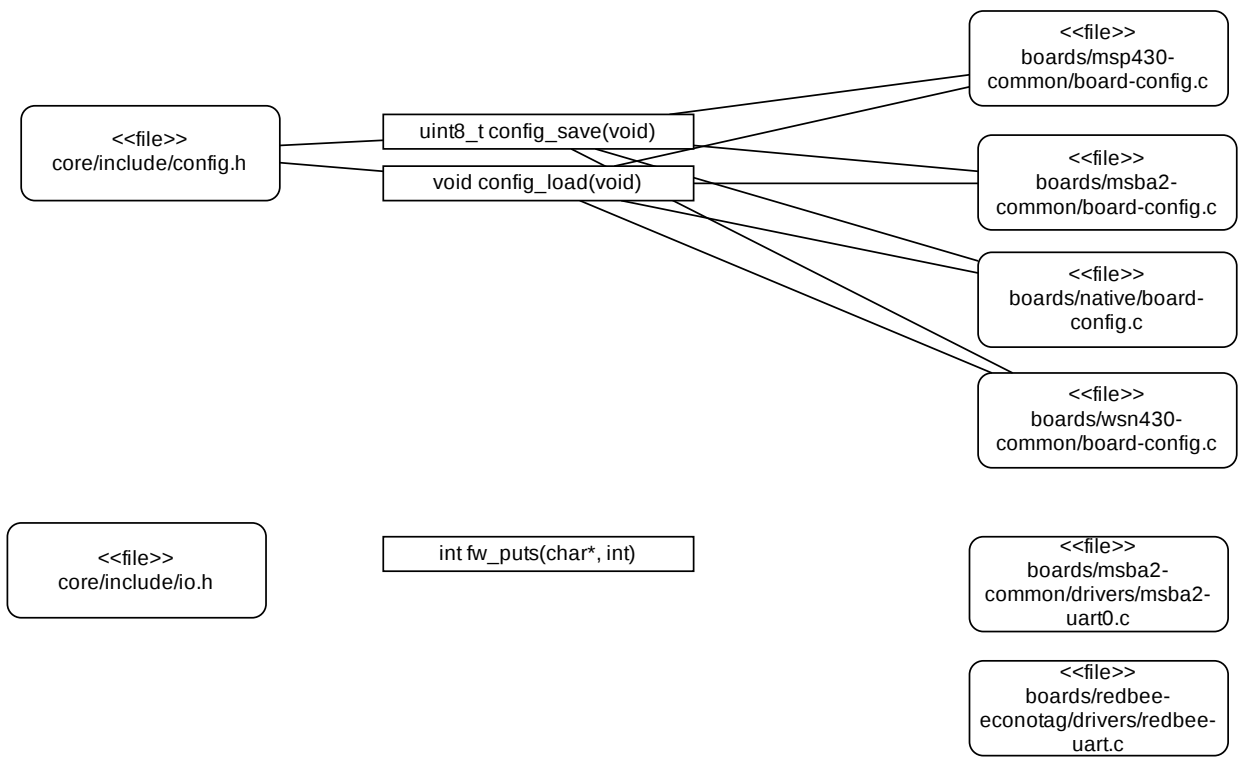 <<file>>
core/include/config.h
uint8_t config_save(void)
void config_load(void)
<<file>>
boards/msp430-
common/board-config.c
<<file>>
boards/msba2-
common/board-config.c
<<file>>
boards/native/board-
config.c
<<file>>
boards/wsn430-
common/board-config.c
<<file>>
core/include/io.h
int fw_puts(char*, int)
<<file>>
boards/msba2-
common/drivers/msba2-
uart0.c
<<file>>
boards/redbee-
econotag/drivers/redbee-
uart.c